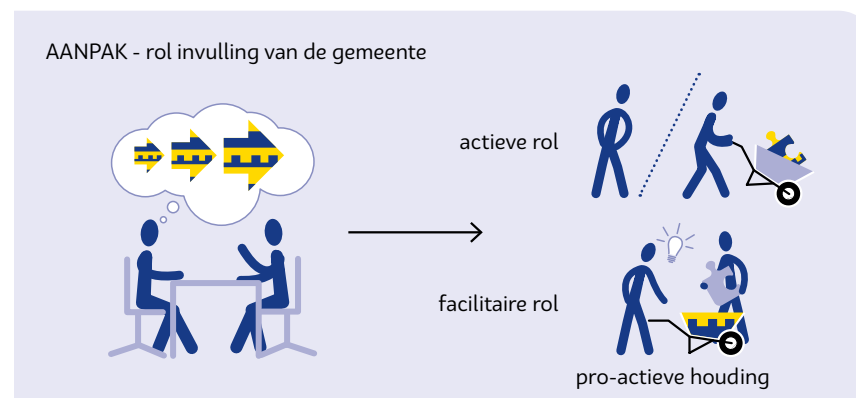 AANPAK - rol invulling van de gemeente
actieve rol
facilitaire rol
pro-actieve houding